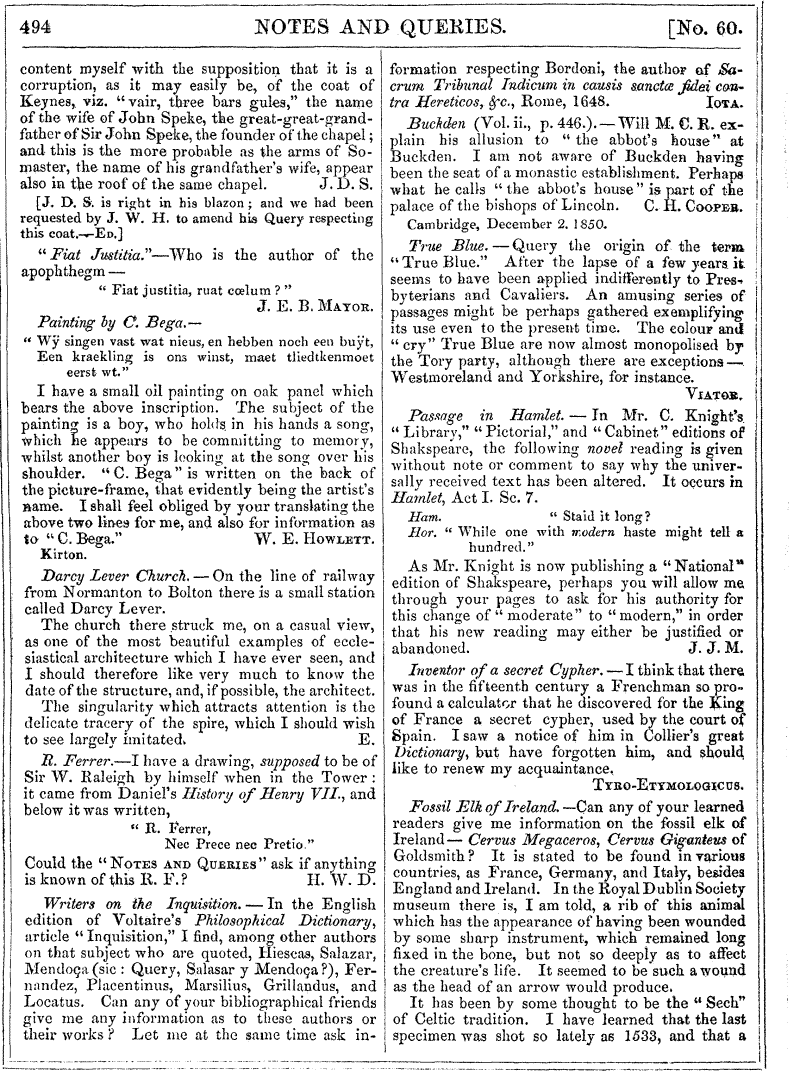 494 NOTES AND QUERIES. [No. 60.
content myself with the supposition that it is a
corruption, as it may easily be, of the coat of
Keynes, viz. "vair, three bars gules," the name
of the wife of John Speke, the great-great-grand-
father of Sir John Speke, the founder of the chapel;
and this is the more probable as the arms of So-
master, the name of his grandfather's wife, appear
also in the roof of the same chapel. J. D. S.
[J. D. S. is right in his blazon; and we had been
requested by J. W. H. to amend his Query respecting
this coat.—ED.]
"Fiat Justitia."—Who is the author of the
apophthegm—
"Fiat justitia, ruat cœlum?"
J. E. B. MAYOR.
Painting by C. Bega.—
"Wÿ singen vast wat nieus, en hebben noch een buÿt,
Een kraekling is ons winst, maet tliedtkenmoet
eerst wt."
I have a small oil painting on oak panel which
bears the above inscription. The subject of the
painting is a boy, who holds in his hands a song,
which he appears to be committing to memory,
whilst another boy is looking at the song over his
shoulder. "C. Bega" is written on the back of
the picture-frame, that evidently being the artist's
name. I shall feel obliged by your translating the
above two lines for me, and also for information as
to "C. Bega." W. E. HOWLETT.
Kirton.
Darcy Lever Church.—On the line of railway
from Normanton to Bolton there is a small station
called Darcy Lever.
The church there struck me, on a casual view,
as one of the most beautiful examples of eccle-
siastical architecture which I have ever seen, and
I should therefore like very much to know the
date of the structure, and, if possible, the architect.
The singularity which attracts attention is the
delicate tracery of the spire, which I should wish
to see largely imitated. E.
R. Ferrer.—I have a drawing, supposed to be of
Sir W. Raleigh by himself when in the Tower:
it came from Daniel's History of Henry VII., and
below it was written,
"R. Ferrer,
Nec Prece nec Pretio."
Could the "NOTES AND QUERIES" ask if anything
is known of this R. F.? H. W. D.
Writers on the Inquisition.—In the English
edition of Voltaire's Philosophical Dictionary,
article "Inquisition," I find, among other authors
on that subject who are quoted, Hiescas, Salazar,
Mendoça (sic: Query, Salasar y Mendoça?), Fer-
nandez, Placentinus, Marsilius, Grillandus, and
Locatus. Can any of your bibliographical friends
give me any information as to these authors or
their works? Let me at the same time ask in-
formation respecting Bordoni, the author of Sa-
crum Tribunal Indicum in causis sanctæ fidei con-
tra Hereticos, &c., Rome, 1648. IOTA.
Buckden (Vol. ii., p. 446.).—Will M. C. R. ex-
plain his allusion to "the abbot's house" at
Buckden. I am not aware of Buckden having
been the seat of a monastic establishment. Perhaps
what he calls "the abbot's house" is part of the
palace of the bishops of Lincoln. C. H. COOPER.
Cambridge, December 2. 1850.
True Blue.—Query the origin of the term
"True Blue." After the lapse of a few years it
seems to have been applied indifferently to Pres-
byterians and Cavaliers. An amusing series of
passages might be perhaps gathered exemplifying
its use even to the present time. The colour and
"cry" True Blue are now almost monopolised by
the Tory party, although there are exceptions—
Westmoreland and Yorkshire, for instance.
VIATOR.
Passage in Hamlet.—In Mr. C. Knight's
"Library," "Pictorial," and "Cabinet" editions of
Shakspeare, the following novel reading is given
without note or comment to say why the univer-
sally received text has been altered. It occurs in
Hamlet, Act I. Sc. 7.
Ham. "Staid it long?
Hor. "While one with modern haste might tell a
hundred."
As Mr. Knight is now publishing a "National"
edition of Shakspeare, perhaps you will allow me
through your pages to ask for his authority for
this change of "moderate" to "modern," in order
that his new reading may either be justified or
abandoned. J. J. M.
Inventor of a secret Cypher.—I think that there
was in the fifteenth century a Frenchman so pro-
found a calculator that he discovered for the King
of France a secret cypher, used by the court of
Spain. I saw a notice of him in Collier's great
Dictionary, but have forgotten him, and should
like to renew my acquaintance.
TYRO-ETYMOLOGICUS.
Fossil Elk of Ireland.—Can any of your learned
readers give me information on the fossil elk of
Ireland—Cervus Megaceros, Cervus Giganteus of
Goldsmith? It is stated to be found in various
countries, as France, Germany, and Italy, besides
England and Ireland. In the Royal Dublin Society
museum there is, I am told, a rib of this animal
which has the appearance of having been wounded
by some sharp instrument, which remained long
fixed in the bone, but not so deeply as to affect
the creature's life. It seemed to be such a wound
as the head of an arrow would produce.
It has been by some thought to be the "Sech"
of Celtic tradition. I have learned that the last
specimen was shot so lately as 1533, and that a